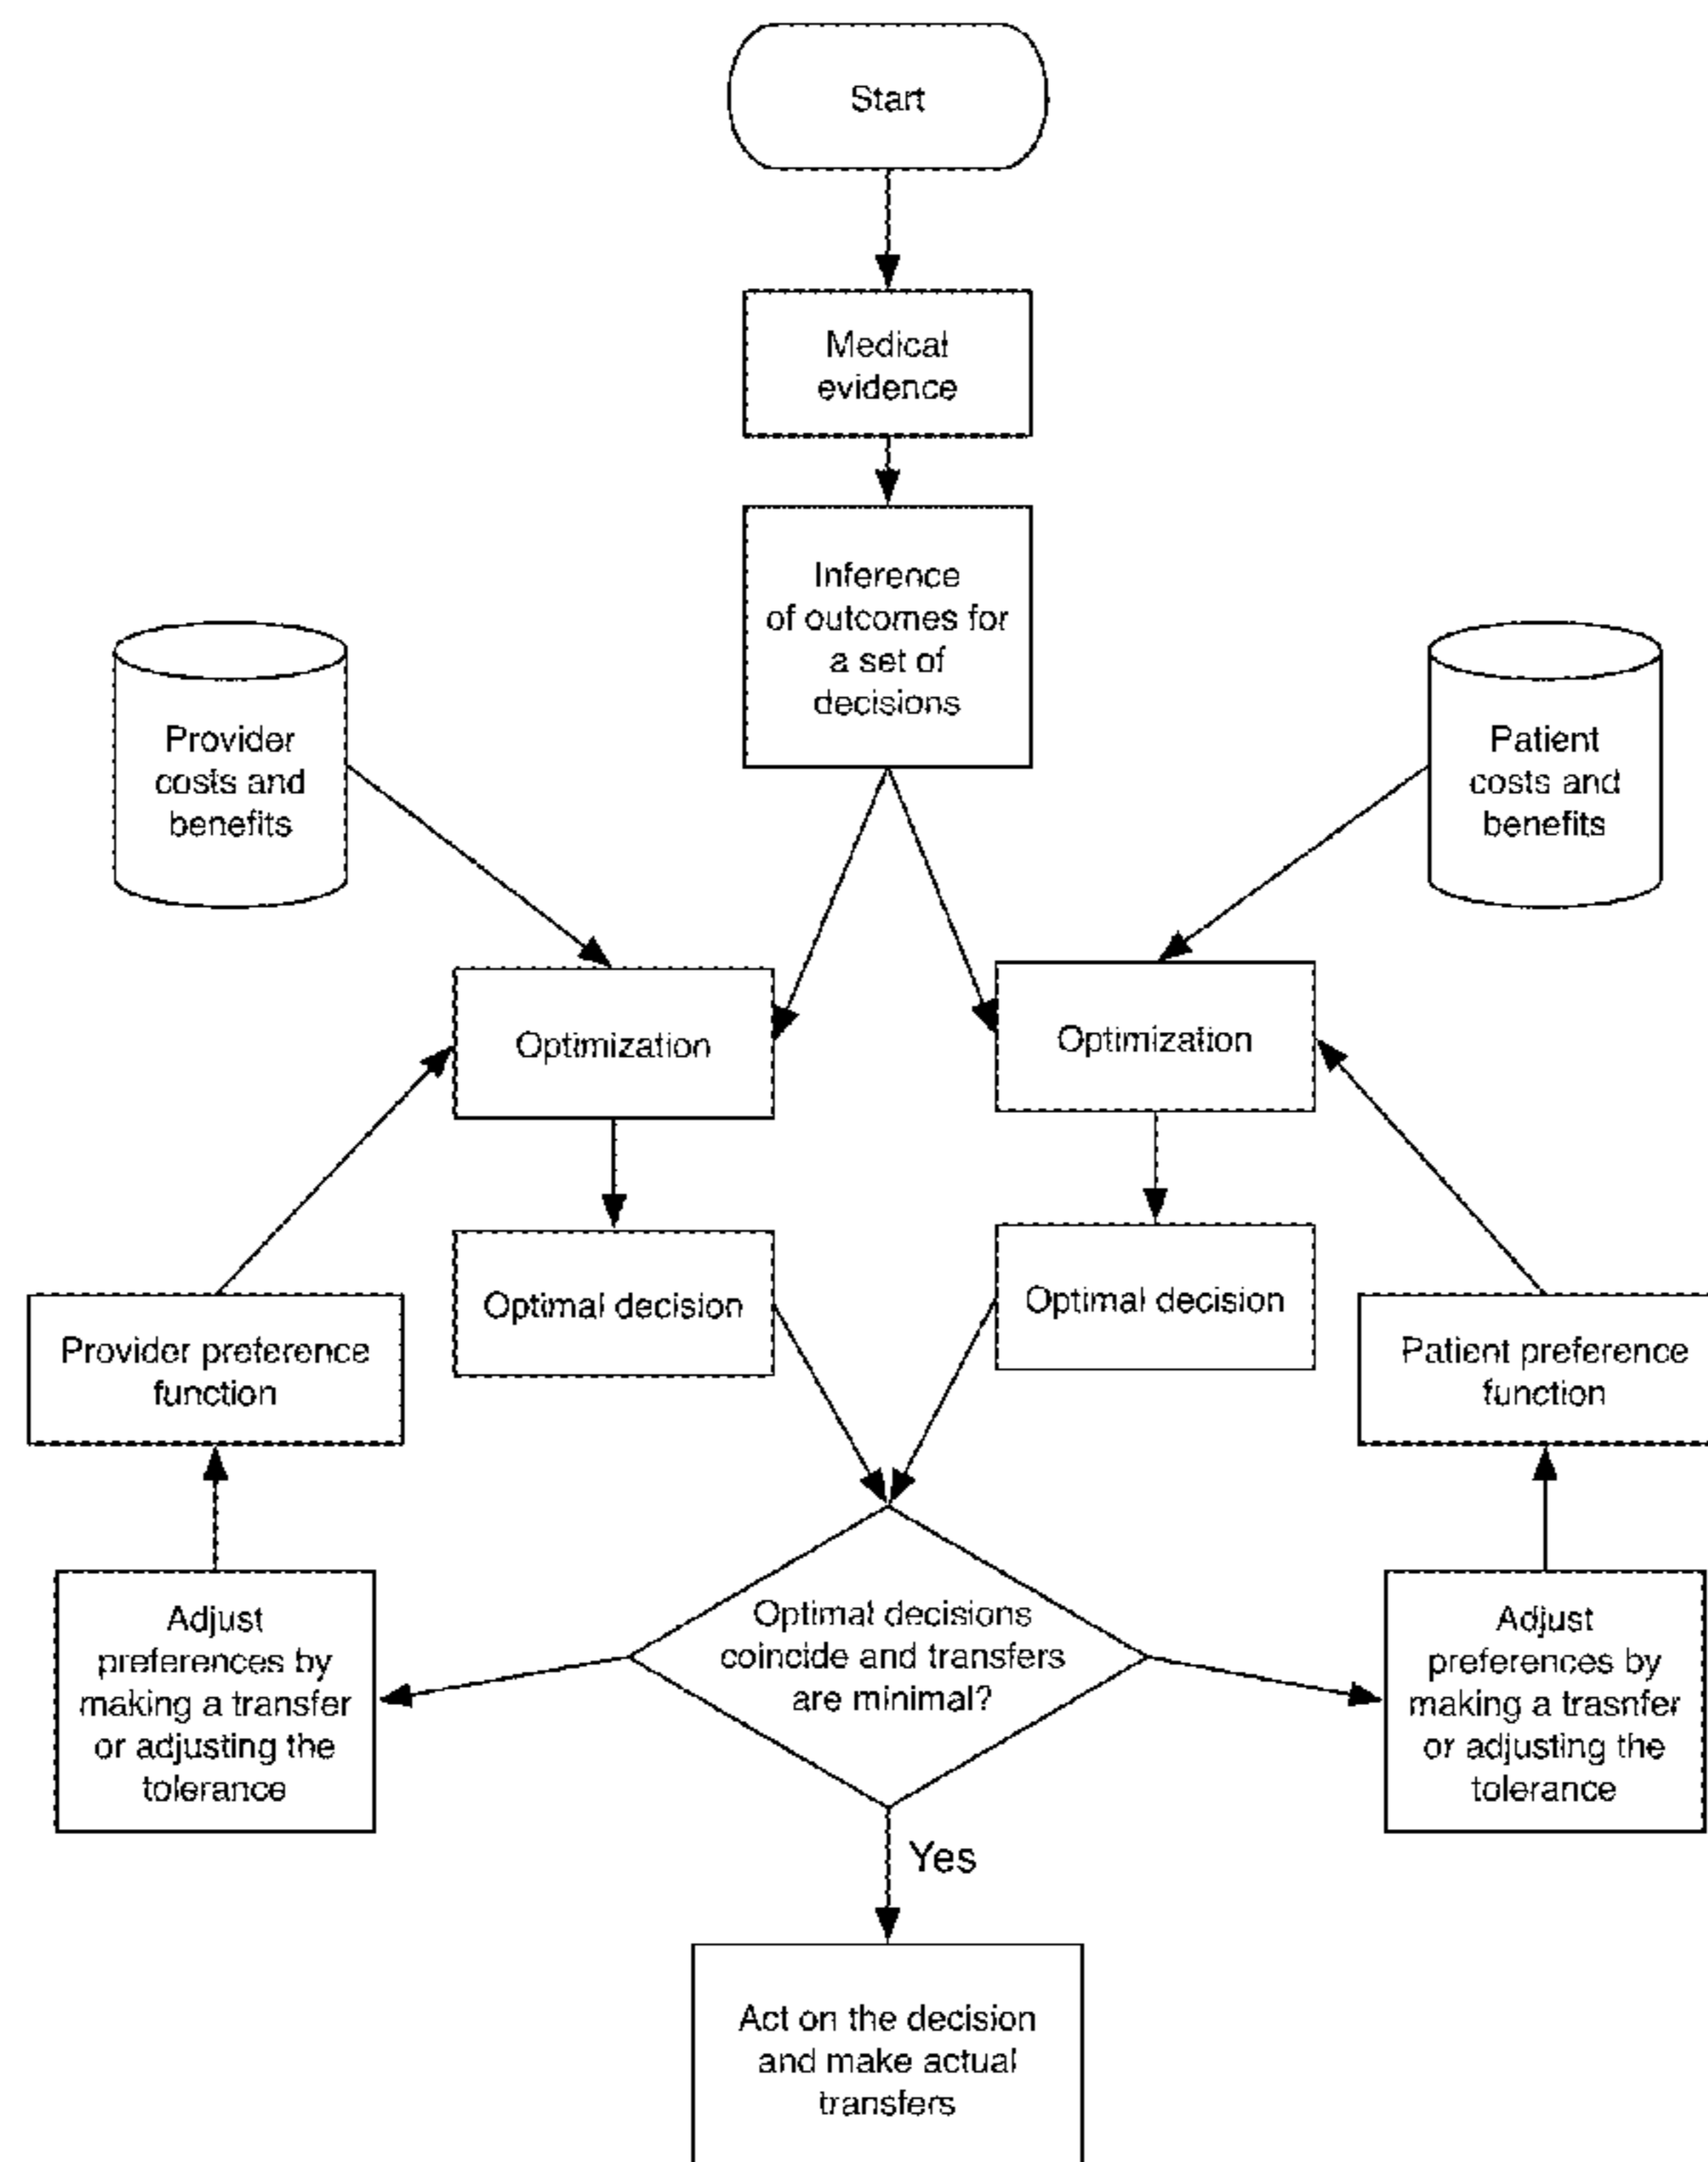 Start
Medical
evidence
Inference
of outcomes for
a set of
decisions
Provider
costs and
benefits
Patient
costs and
benefits
Optimization
Optimization
Optimal decision
Optimal decision
Provider preference
function
Patient preference
function
Adjust
preferences by
making a transfer
or adjusting the
tolerance
Optimal decisions
coincide and transfers
are minimal?
Adjust
preferences by
making a trasnfer
or adjusting the
tolerance
Yes
Act on the decision
and make actual
transfers